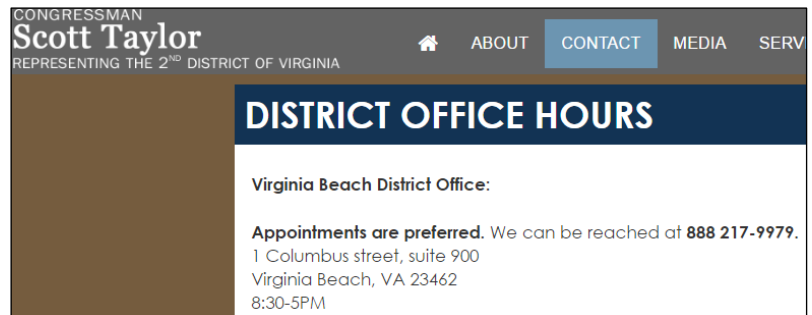 CONGRESSMAN
Scott Taylor
REPRESENTING THE 2ND DISTRICT OF VIRGINIA
ABOUT CONTACT MEDIA SERV
DISTRICT OFFICE HOURS
Virginia Beach District Office:
Appointments are preferred. We can be reached at 888 217-9979.
1 Columbus street, suite 900
Virginia Beach, VA 23462
8:30-5PM